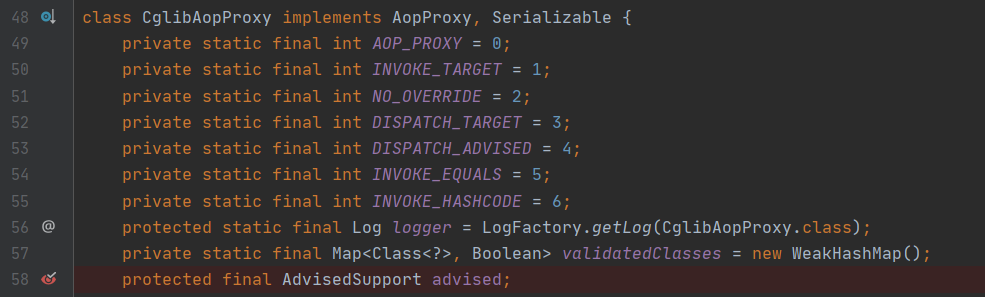 48 class CglibAopProxy implements AopProxy, Serializable {
49 private static final int AOP_PROXY = 0;
50 private static final int INVOKE_TARGET = 1;
51 private static final int NO_OVERRIDE = 2;
52 private static final int DISPATCH_TARGET = 3;
53 private static final int DISPATCH_ADVISED = 4;
54 private static final int INVOKE_EQUALS = 5;
55 private static final int INVOKE_HASHCODE = 6;
56 @ protected static final Log logger = LogFactory.getLog(CglibAopProxy.class);
57 private static final Map<Class<?>, Boolean> validatedClasses = new WeakHashMap();
58 protected final AdvisedSupport advised;